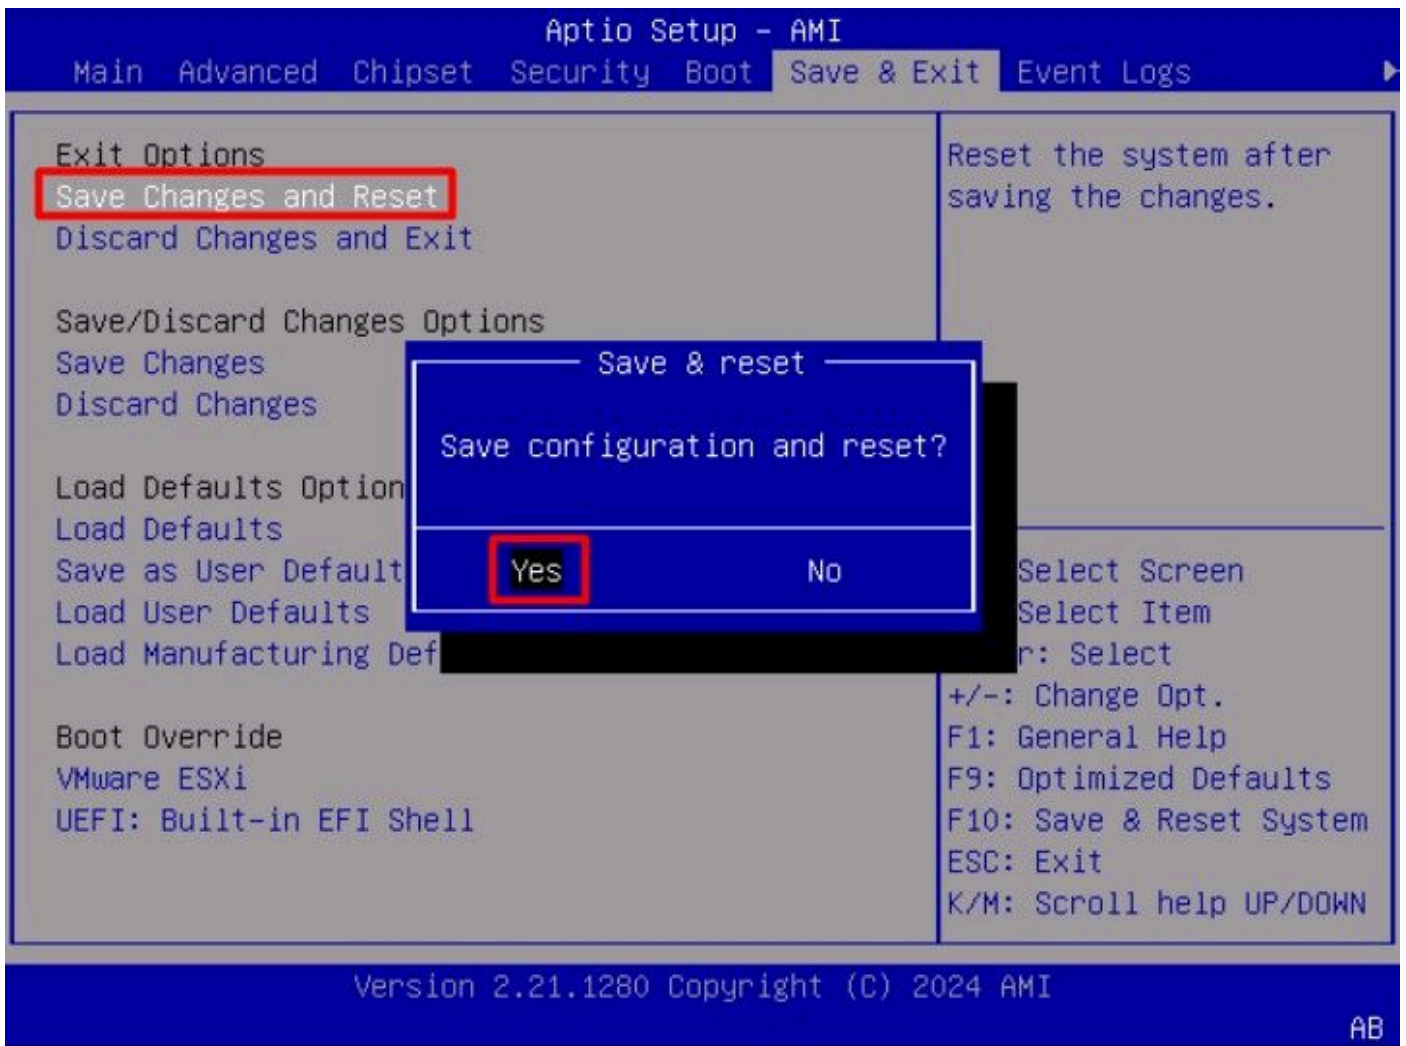 Aptio Setup – AMI
Main Advanced Chipset Security Boot Save & Exit Event Logs
Exit Options
Save Changes and Reset
Discard Changes and Exit
Save/Discard Changes Options
Save Changes
Discard Changes
Load Defaults Option
Load Defaults
Save as User Default
Load User Defaults
Load Manufacturing Def
Boot Override
VMware ESXi
UEFI: Built-in EFI Shell
Save & reset
Save configuration and reset?
Yes No
Reset the system after
saving the changes.
Select Screen
Select Item
r: Select
+/-: Change Opt.
F1: General Help
F9: Optimized Defaults
F10: Save & Reset System
ESC: Exit
K/M: Scroll help UP/DOWN
Version 2.21.1280 Copyright (C) 2024 AMI
AB